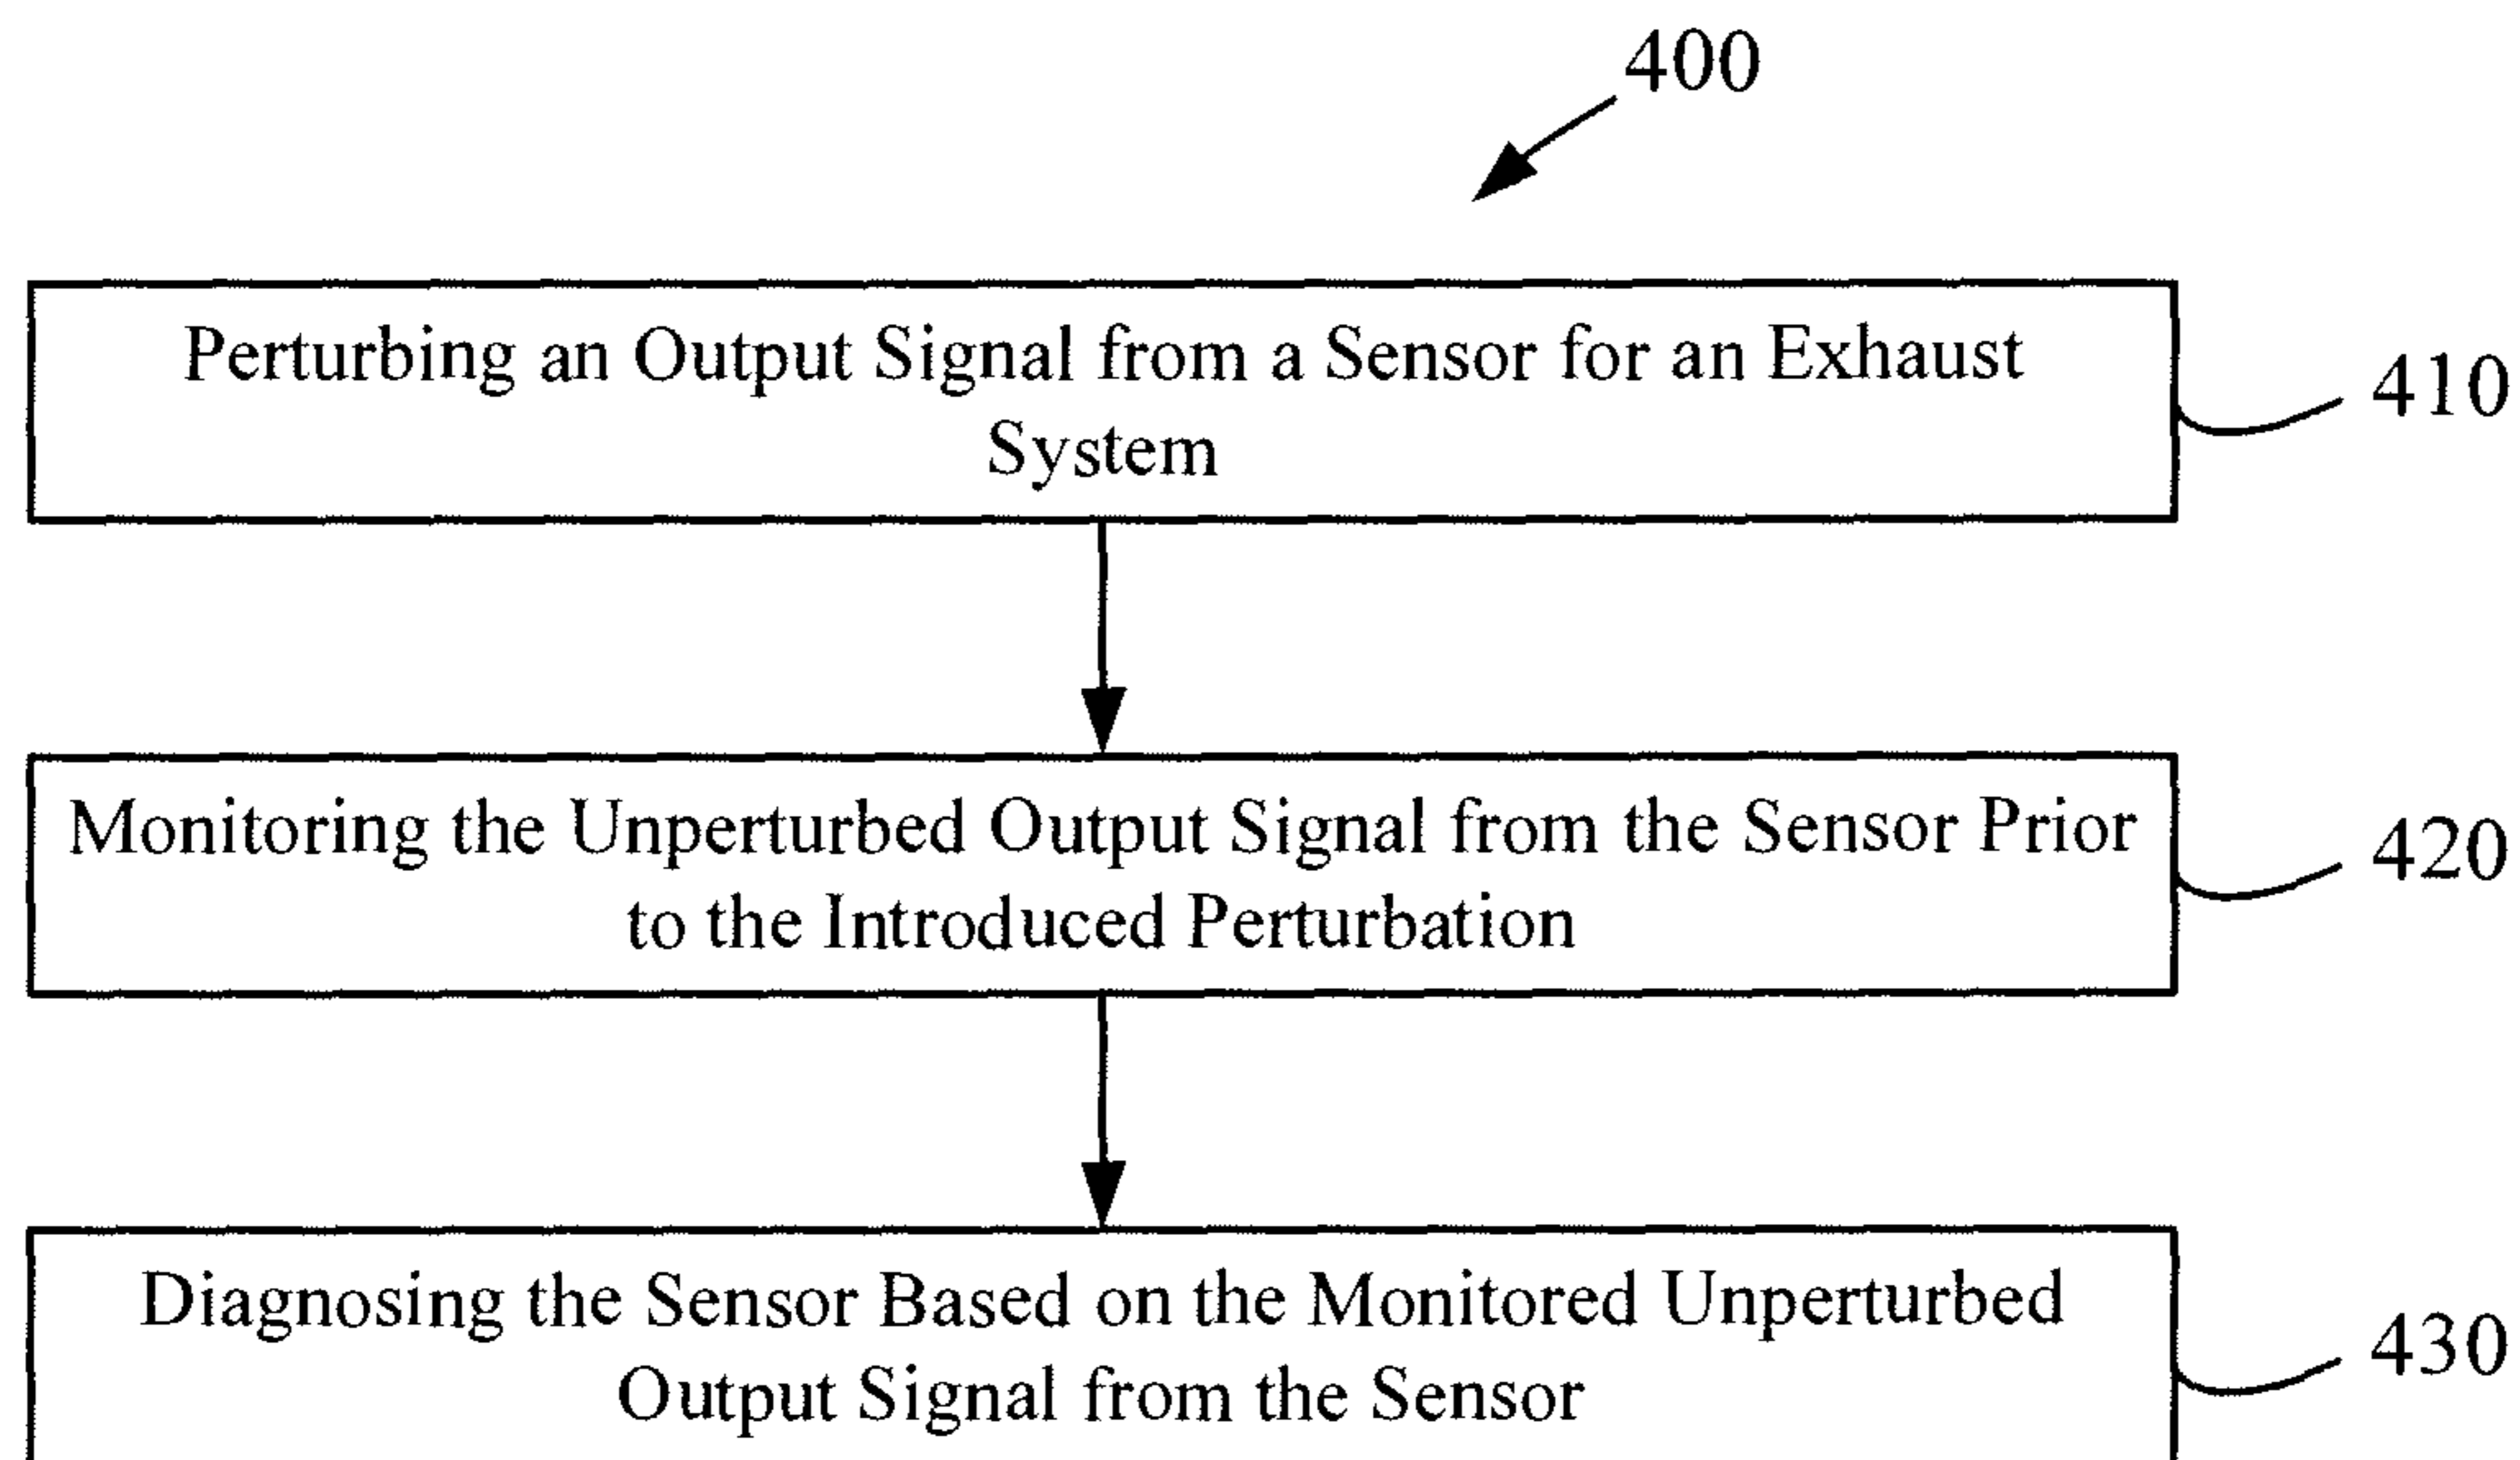 400
Perturbing an Output Signal from a Sensor for an Exhaust
System
410
Monitoring the Unperturbed Output Signal from the Sensor Prior
to the Introduced Perturbation
420
Diagnosing the Sensor Based on the Monitored Unperturbed
Output Signal from the Sensor
430